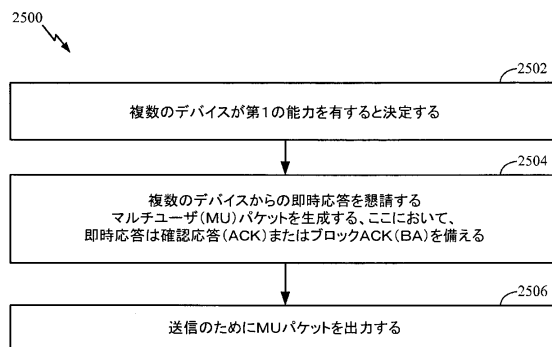 2500
2502
複数のデバイスが第1の能力を有すると決定する
2504
複数のデバイスからの即時応答を懇請する
マルチユーザ(MU)パケットを生成する、ここにおいて、
即時応答は確認応答(ACK)またはブロックACK(BA)を備える
2506
送信のためにMUパケットを出力する